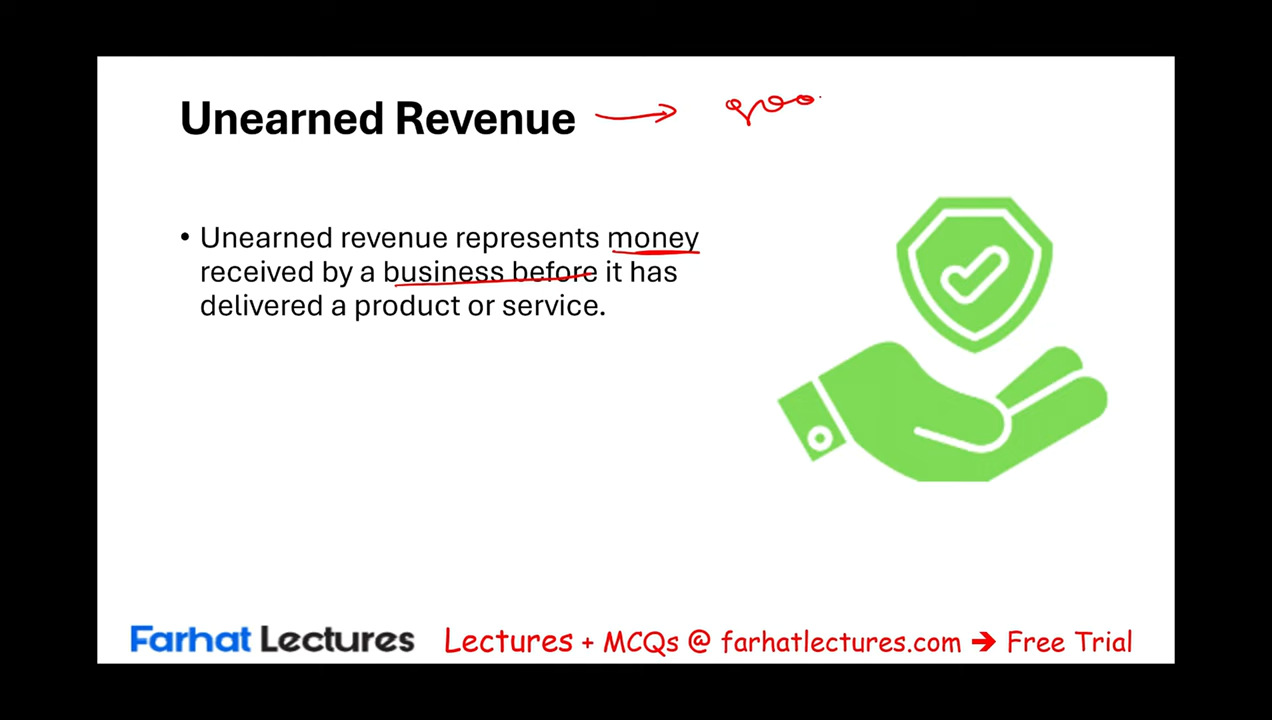 Unearned Revenue
• Unearned revenue represents money
received by a business before it has
delivered a product or service.
Farhat Lectures Lectures + MCQs @ farhatlectures.com ➔ Free Trial